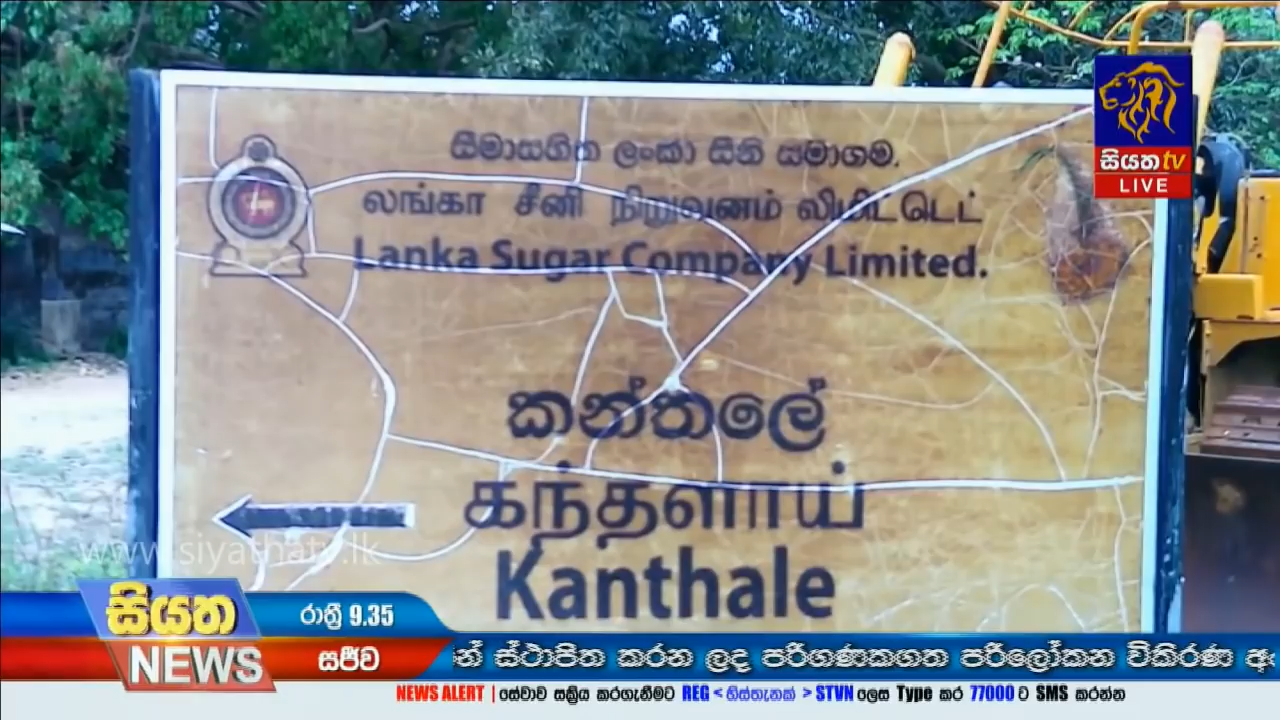 සීමාසහිත ලංකා සීනි සමාගම.
லங்கா சீனி நிறுவனம் லிமிட்டெட்
Lanka Sugar Company Limited.
සියත tv
LIVE
කන්තලේ
கந்தளாய்
Kanthale
www.siyathatv.lk
සියත
NEWS
රාත්‍රී 9.35
සජීව
ස්ථාපිත කරන ලද පරිගණකගත පරිලෝකන විකිරණ
NEWS ALERT | සේවාව සක්‍රීය කරගැනීමට REG < හිස්තැනක් > STVN ලෙස Type කර 77000 ට SMS කරන්න